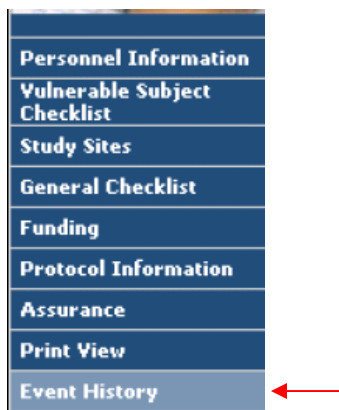 Personnel Information
Vulnerable Subject
Checklist
Study Sites
General Checklist
Funding
Protocol Information
Assurance
Print View
Event History